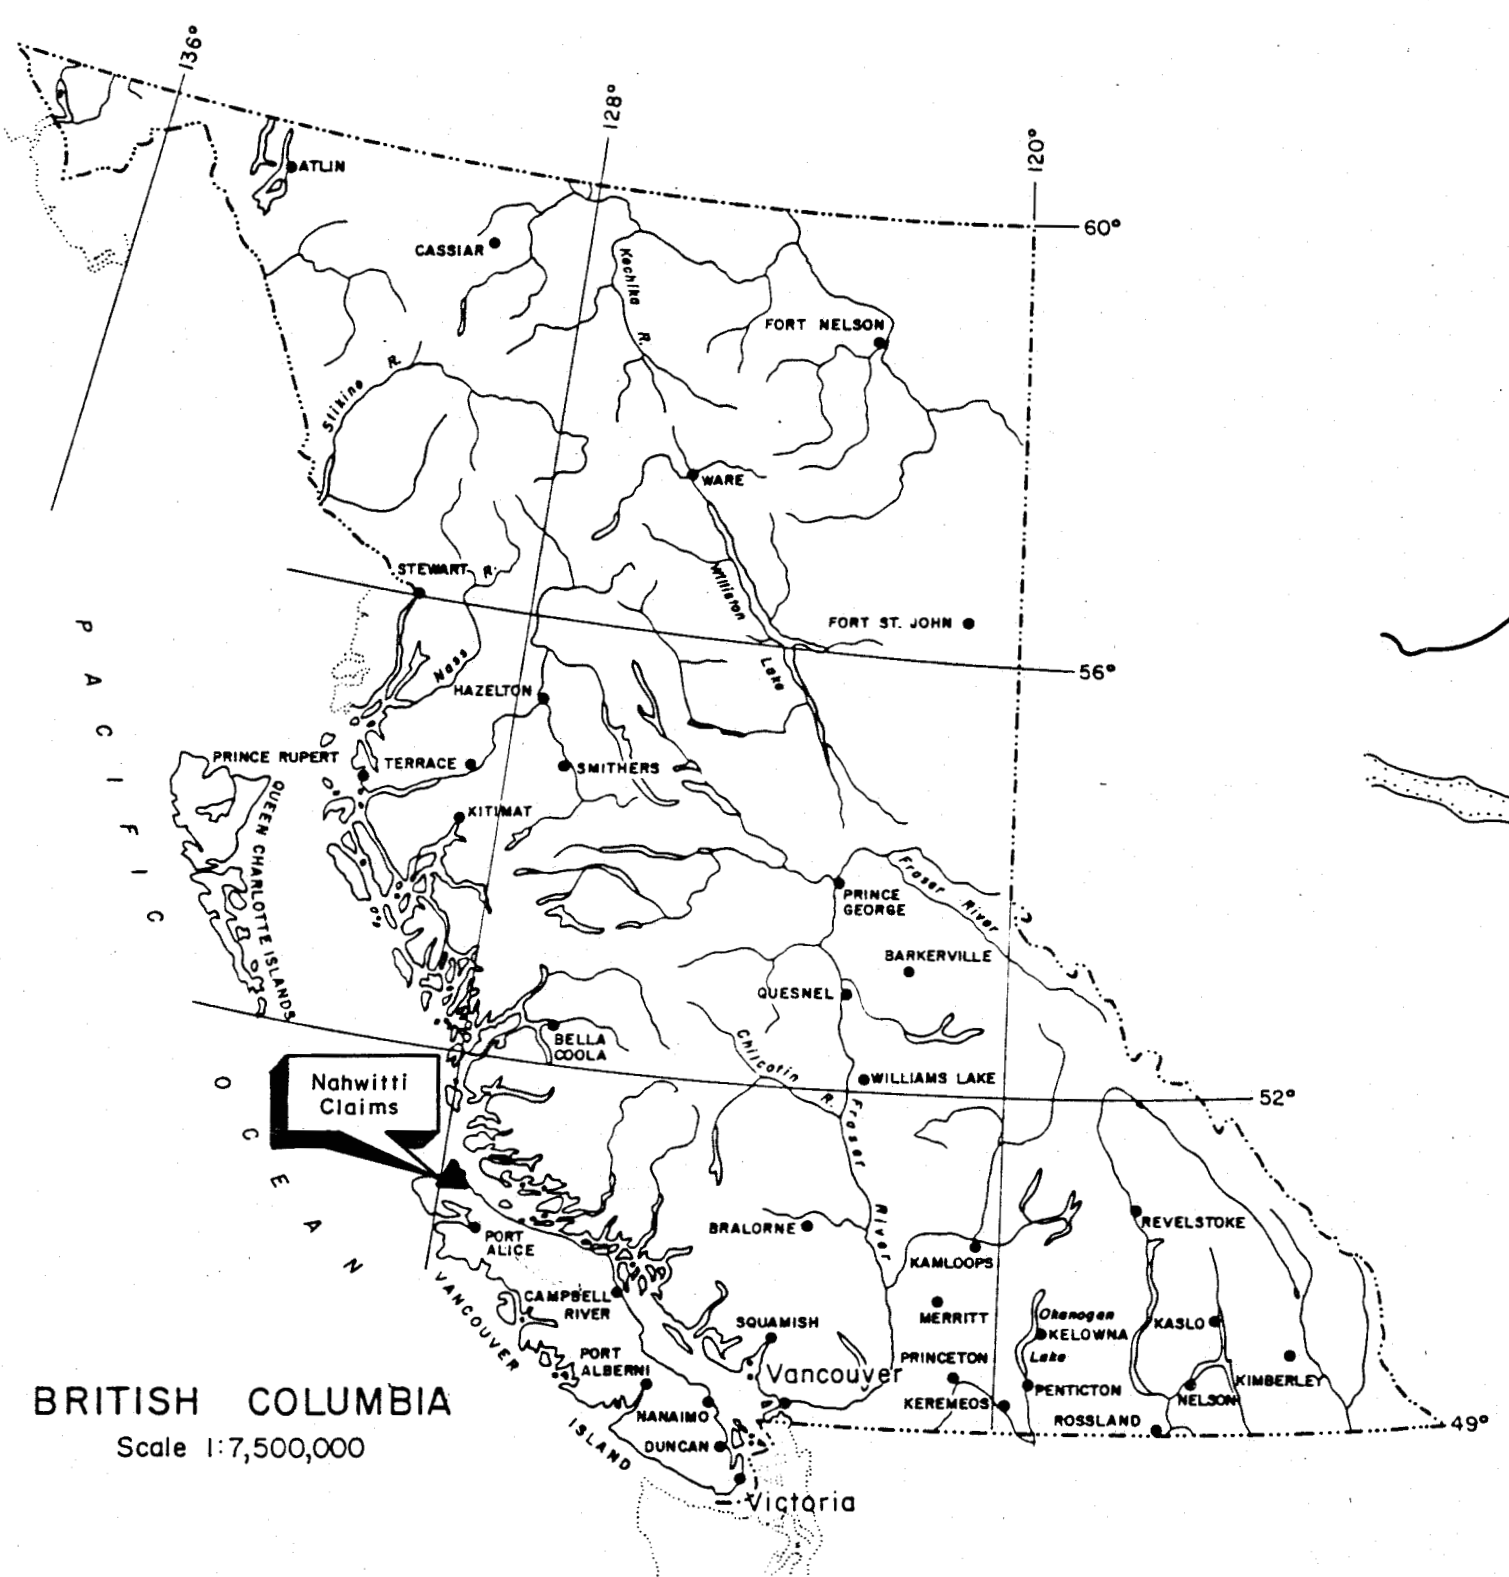 136°
128°
120°
60°
ATLIN
CASSIAR
Kechika
R.
FORT NELSON
Stikine R.
WARE
STEWART
R.
Williston
FORT ST. JOHN
56°
Nass
Lake
HAZELTON
PACIFIC
PRINCE RUPERT
TERRACE
SMITHERS
QUEEN CHARLOTTE ISLANDS
KITIMAT
Fraser River
PRINCE
GEORGE
BARKERVILLE
QUESNEL
BELLA
COOLA
Chilcotin R.
WILLIAMS LAKE
52°
Nahwitti
Claims
OCEAN
Fraser
River
PORT
ALICE
BRALORNE
REVELSTOKE
KAMLOOPS
VANCOUVER
CAMPBELL
RIVER
MERRITT
Okanogan
KELOWNA
Lake
KASLO
SQUAMISH
PORT
ALBERNI
Vancouver
PRINCETON
PENTICTON
KIMBERLEY
NELSON
KEREMEOS
ROSSLAND
49°
BRITISH COLUMBIA
Scale 1:7,500,000
NANAIMO
ISLAND
DUNCAN
Victoria